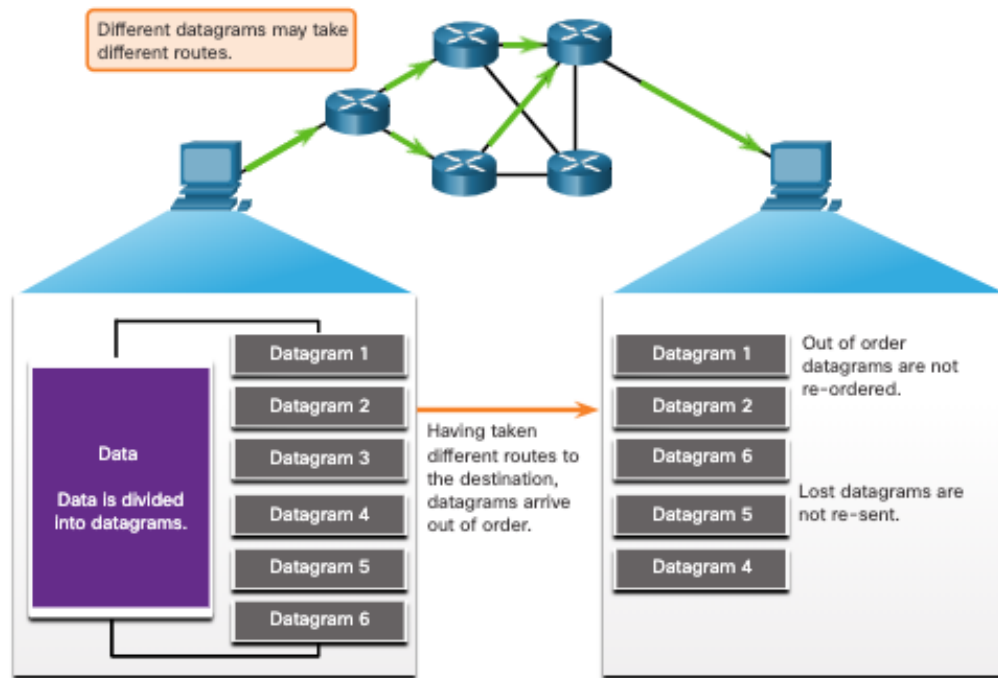 Different datagrams may take
different routes.
Data
Data is divided
into datagrams.
Datagram 1
Datagram 2
Datagram 3
Datagram 4
Datagram 5
Datagram 6
Having taken
different routes to
the destination,
datagrams arrive
out of order.
Datagram 1
Datagram 2
Datagram 6
Datagram 5
Datagram 4
Out of order
datagrams are not
re-ordered.
Lost datagrams are
not re-sent.